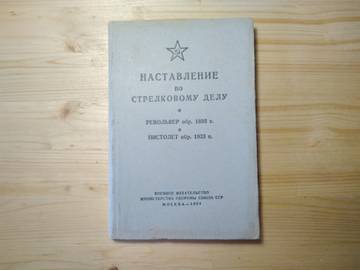 НАСТАВЛЕНИЕ
ПО
СТРЕЛКОВОМУ ДЕЛУ
РЕВОЛЬВЕР обр. 1895 г.
ПИСТОЛЕТ обр. 1933 г.
ВОЕННОЕ ИЗДАТЕЛЬСТВО
МИНИСТЕРСТВА ОБОРОНЫ СОЮЗА ССР
МОСКВА —